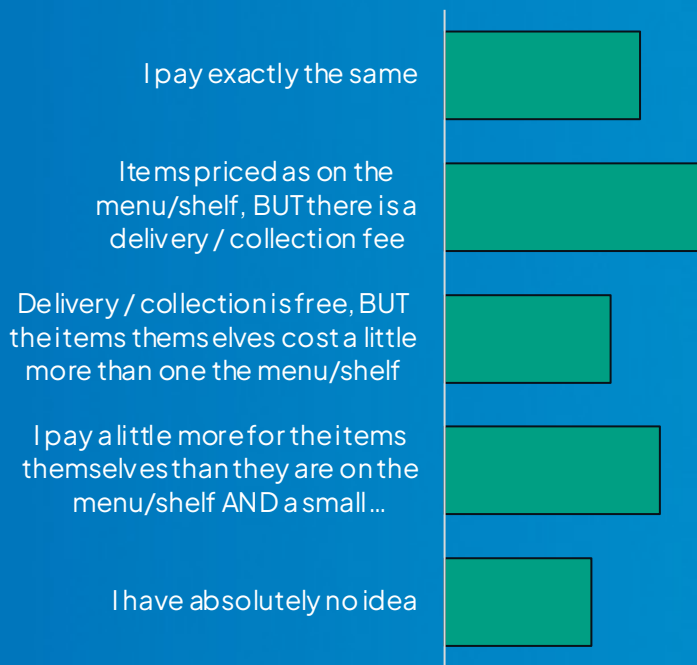 I pay exactly the same
Items priced as on the
menu/shelf, BUT there is a
delivery / collection fee
Delivery / collection is free, BUT
the items themselves cost a little
more than one the menu/shelf
I pay a little more for the items
themselves than they are on the
menu/shelf AND a small...
I have absolutely no idea